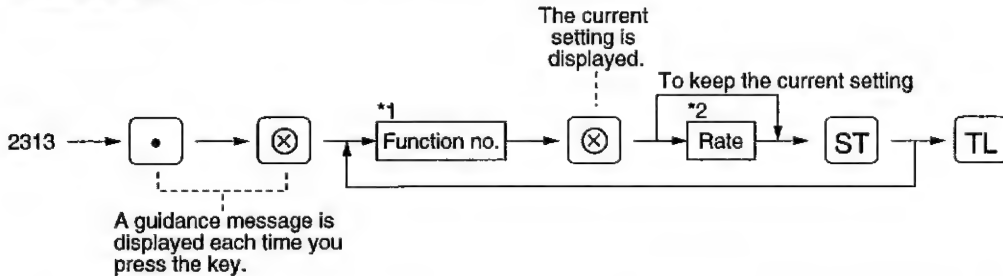 The current
setting is
displayed.
To keep the current setting
*1
*2
2313 • ⊗ Function no. ⊗ Rate ST TL
A guidance message is
displayed each time you
press the key.